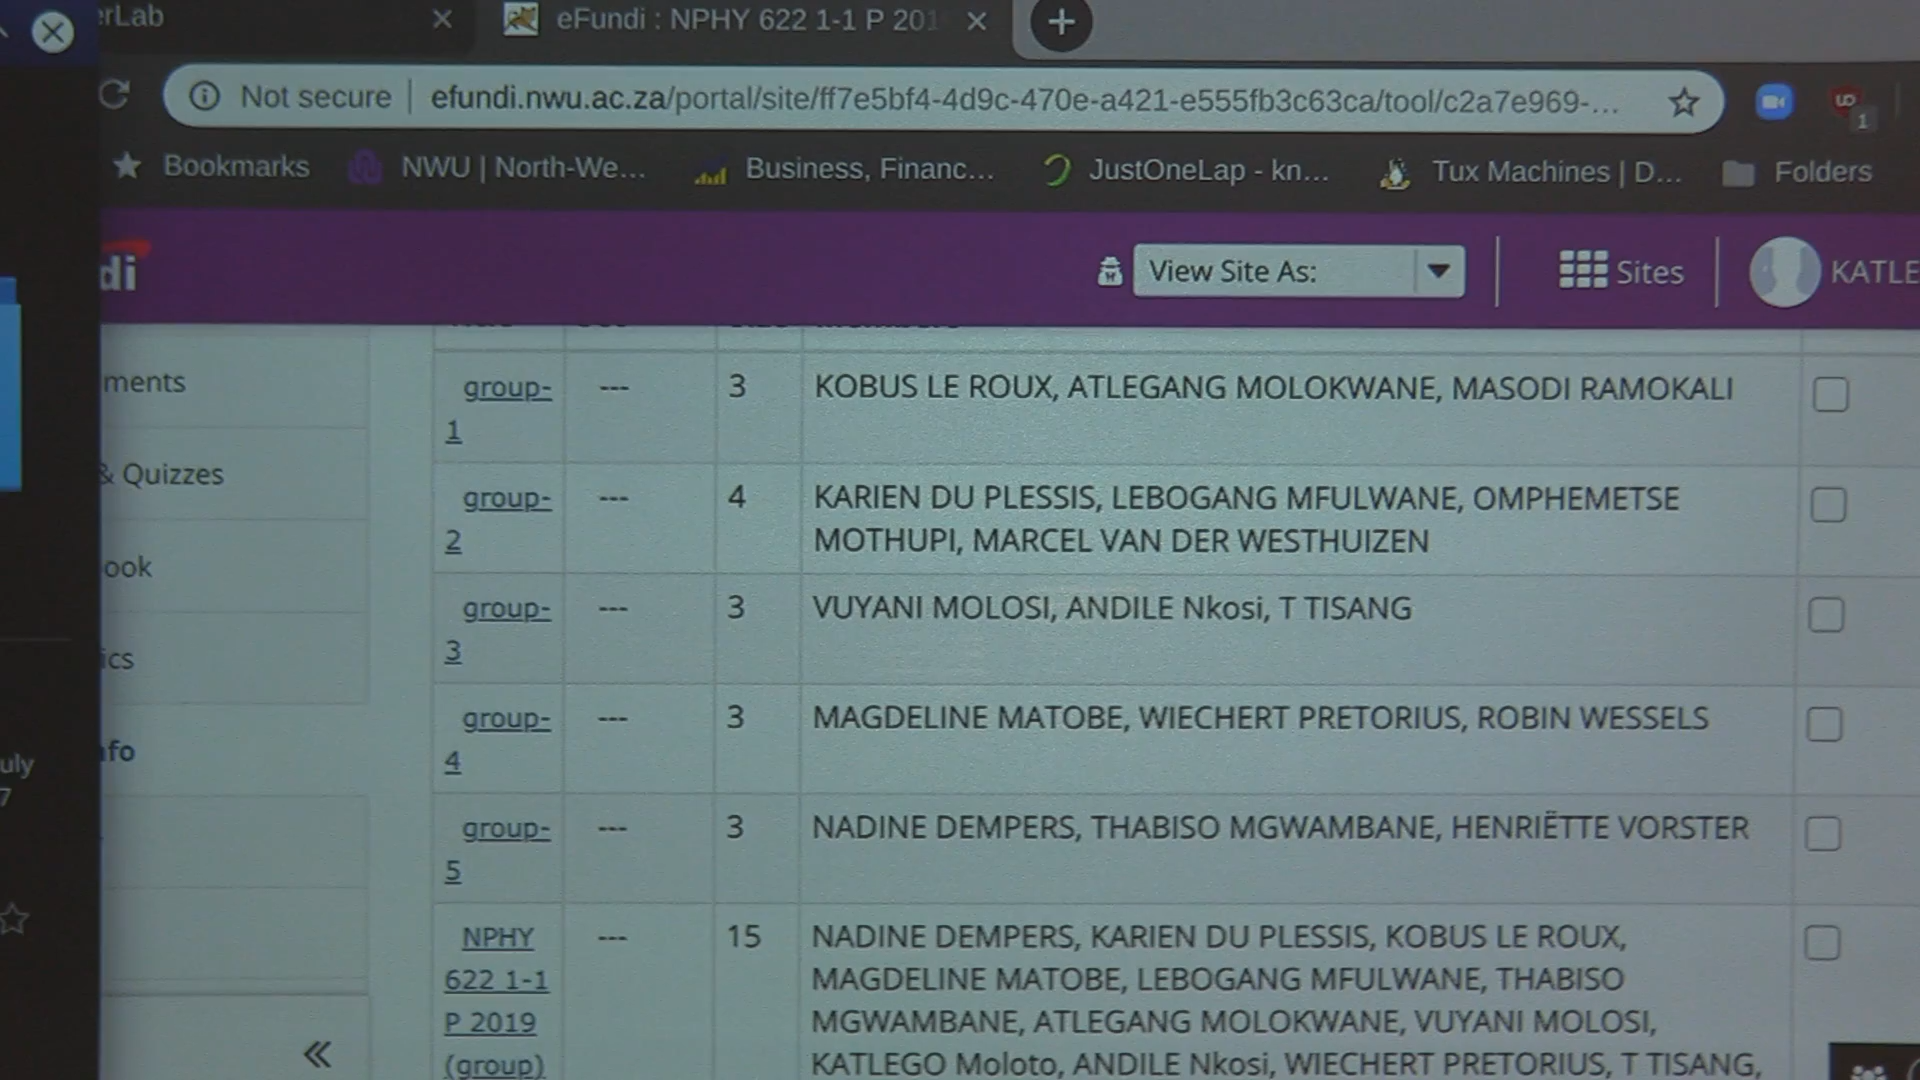 erLab
eFundi : NPHY 622 1-1 P 201
Not secure efundi.nwu.ac.za/portal/site/ff7e5bf4-4d9c-470e-a421-e555fb3c63ca/tool/c2a7e969-...
1
Bookmarks NWU | North-We... Business, Financ... JustOneLap - kn... Tux Machines | D... Folders
di View Site As: Sites KATLE
ments
& Quizzes
ook
ics
nfo
uly
7
group-1 --- 3 KOBUS LE ROUX, ATLEGANG MOLOKWANE, MASODI RAMOKALI
group-2 --- 4 KARIEN DU PLESSIS, LEBOGANG MFULWANE, OMPHEMETSE
MOTHUPI, MARCEL VAN DER WESTHUIZEN
group-3 --- 3 VUYANI MOLOSI, ANDILE Nkosi, T TISANG
group-4 --- 3 MAGDELINE MATOBE, WIECHERT PRETORIUS, ROBIN WESSELS
group-5 --- 3 NADINE DEMPERS, THABISO MGWAMBANE, HENRIËTTE VORSTER
NPHY --- 15 NADINE DEMPERS, KARIEN DU PLESSIS, KOBUS LE ROUX,
622 1-1 MAGDELINE MATOBE, LEBOGANG MFULWANE, THABISO
P 2019 MGWAMBANE, ATLEGANG MOLOKWANE, VUYANI MOLOSI,
(group) KATLEGO Moloto, ANDILE Nkosi, WIECHERT PRETORIUS, T TISANG,